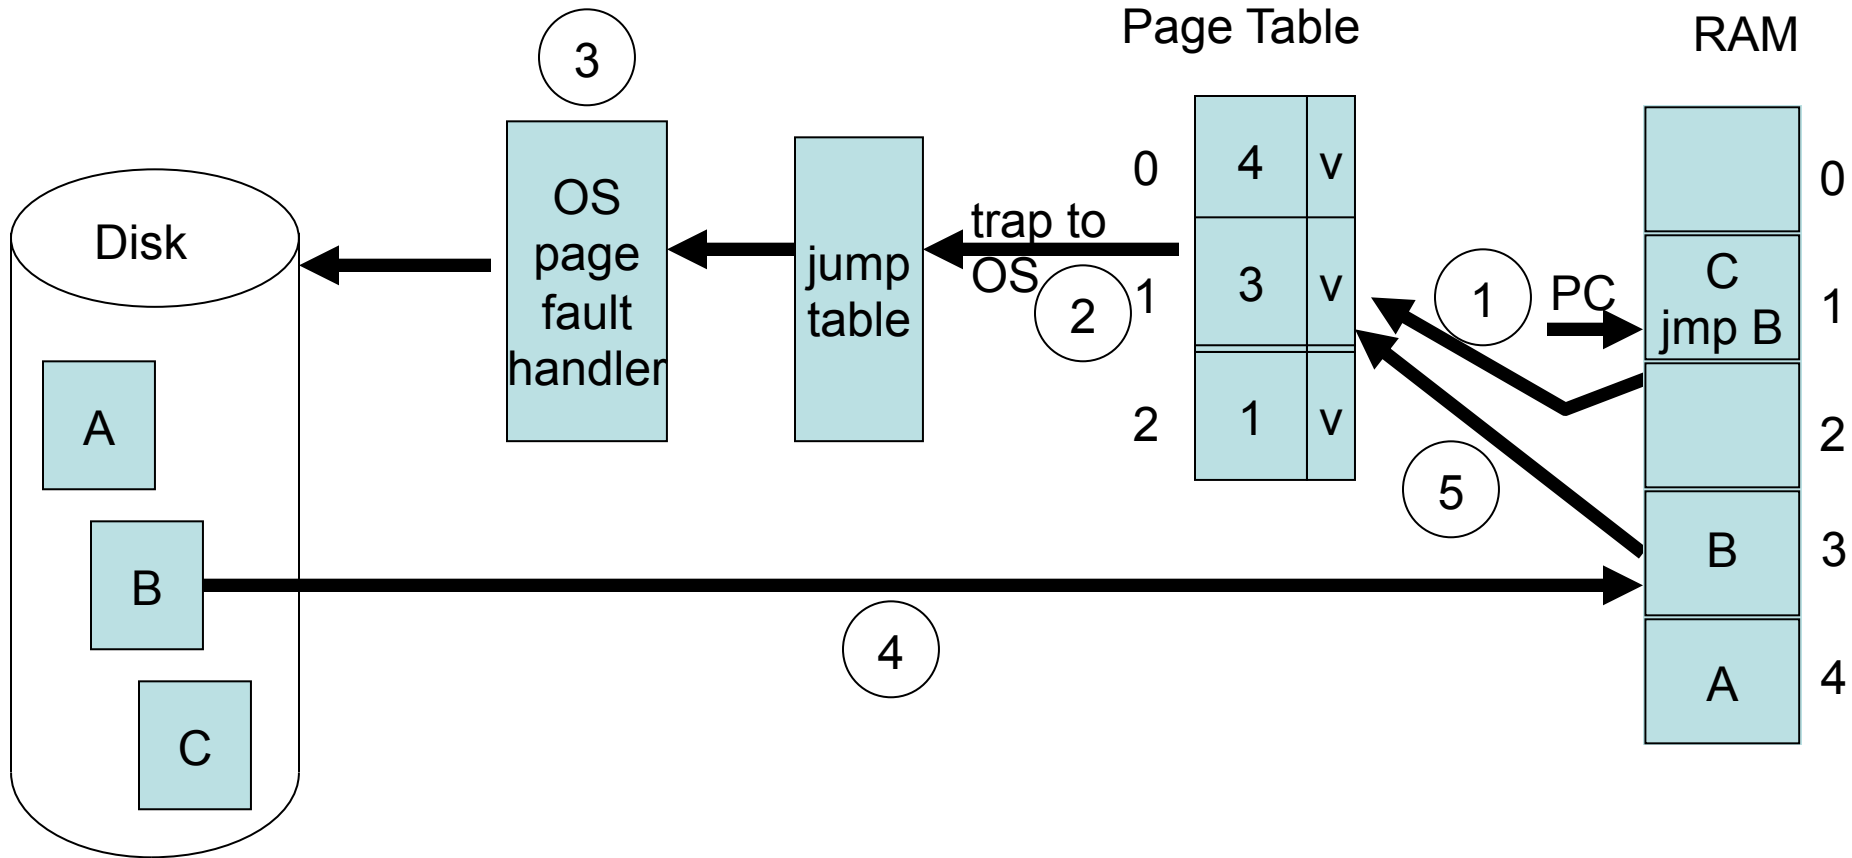 3
Page Table
RAM
Disk
OS
page
fault
handler
jump
table
trap to
OS
2
0
1
2
4 v
3 v
1 v
1
PC
5
C
jmp B
B
A
0
1
2
3
4
A
B
C
4